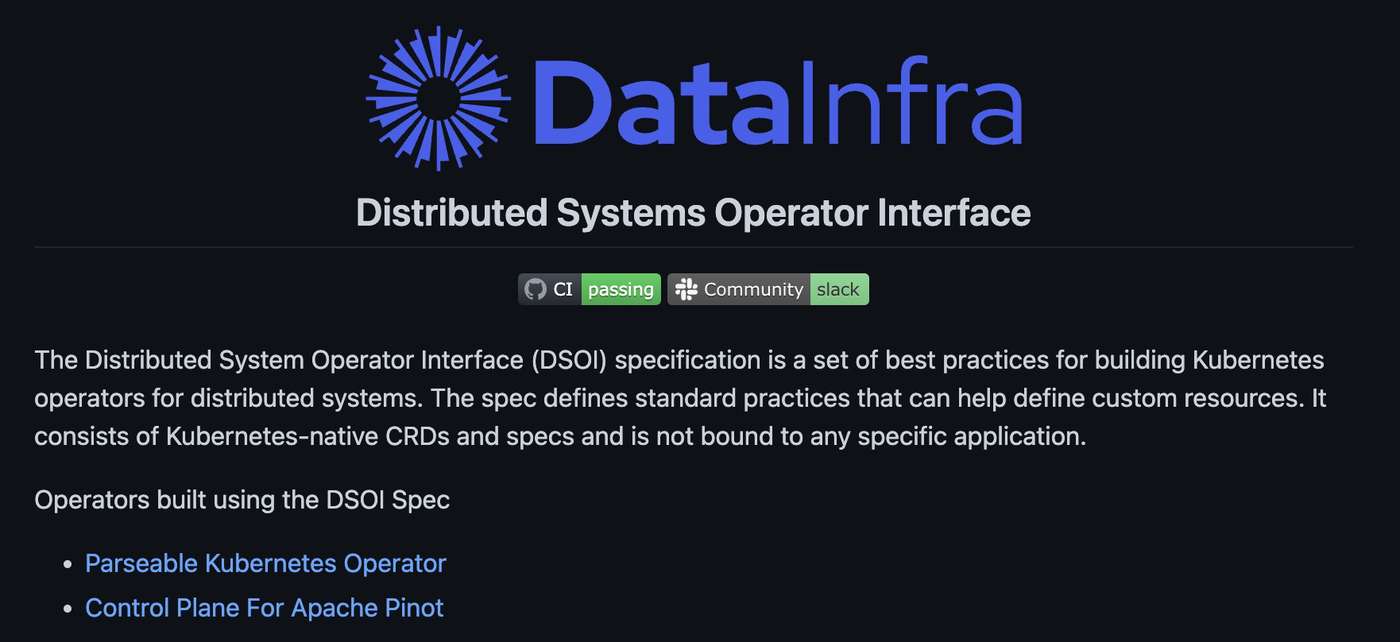 DataInfra
Distributed Systems Operator Interface
CI passing Community slack
The Distributed System Operator Interface (DSOI) specification is a set of best practices for building Kubernetes
operators for distributed systems. The spec defines standard practices that can help define custom resources. It
consists of Kubernetes-native CRDs and specs and is not bound to any specific application.
Operators built using the DSOI Spec
• Parseable Kubernetes Operator
• Control Plane For Apache Pinot